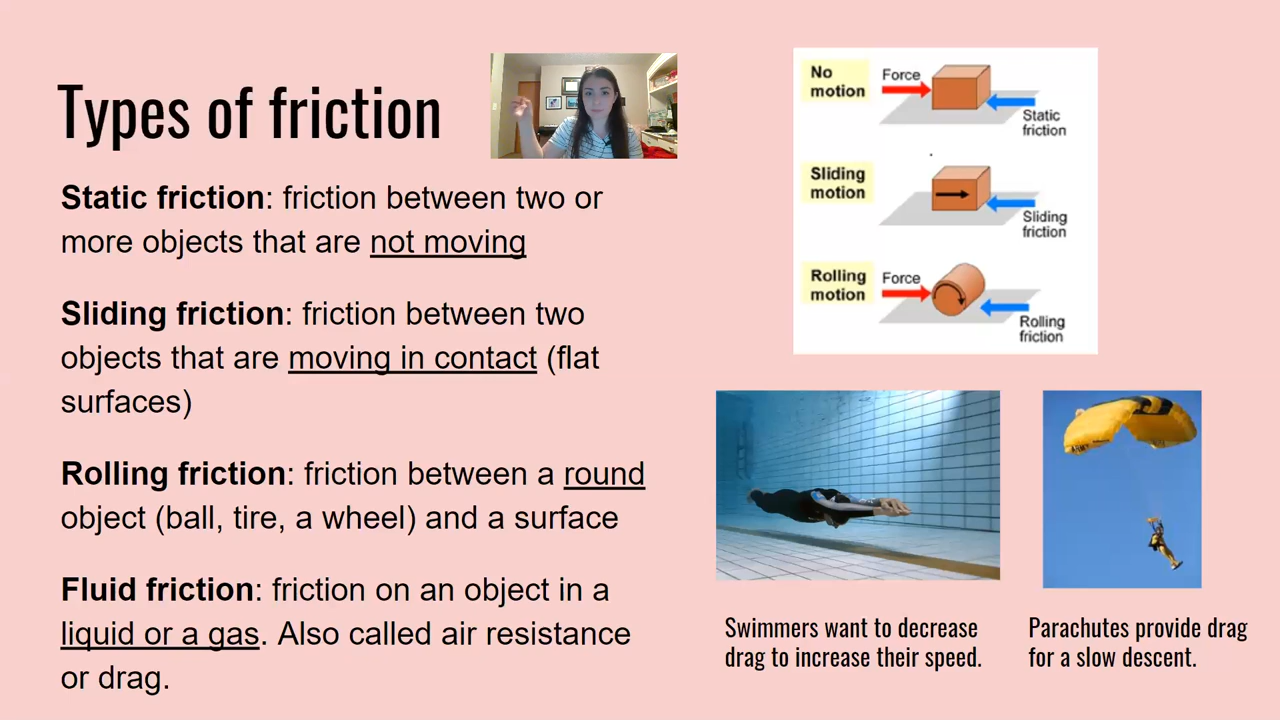 Types of friction
Static friction: friction between two or
more objects that are not moving
Sliding friction: friction between two
objects that are moving in contact (flat
surfaces)
Rolling friction: friction between a round
object (ball, tire, a wheel) and a surface
Fluid friction: friction on an object in a
liquid or a gas. Also called air resistance
or drag.
No
motion
Force
Static
friction
Sliding
motion
Sliding
friction
Rolling
motion
Force
Rolling
friction
ARMY
Swimmers want to decrease
drag to increase their speed.
Parachutes provide drag
for a slow descent.